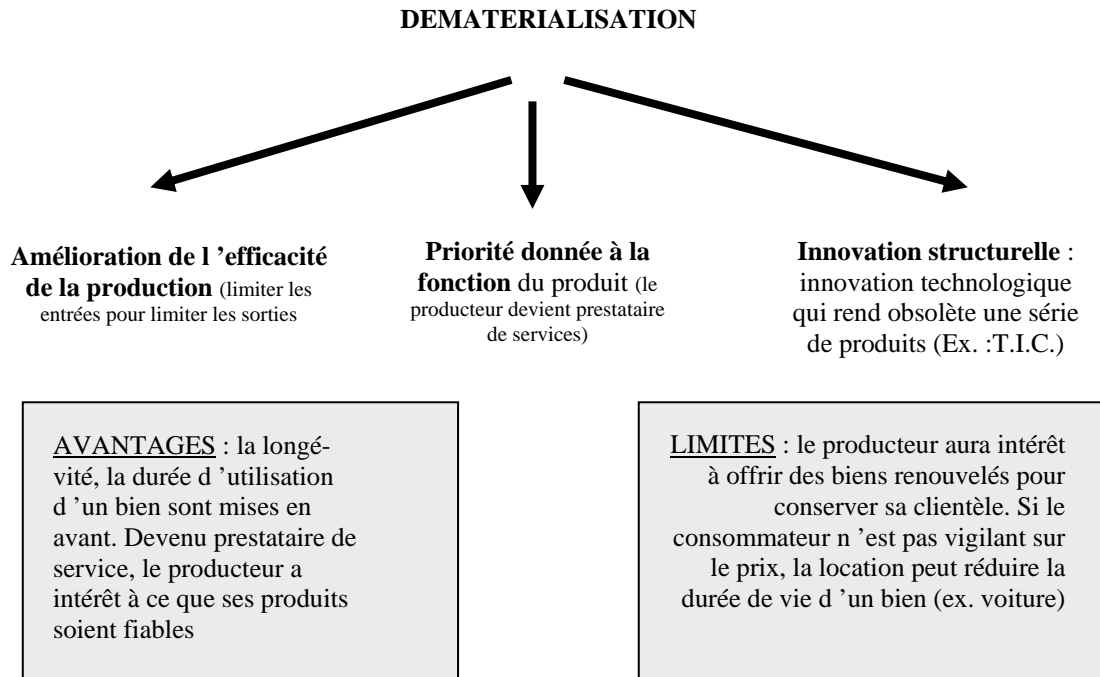 DEMATERIALISATION
Amélioration de l ’efficacité
de la production (limiter les
entrées pour limiter les sorties
Priorité donnée à la
fonction du produit (le
producteur devient prestataire
de services)
Innovation structurelle :
innovation technologique
qui rend obsolète une série
de produits (Ex. :T.I.C.)
AVANTAGES : la longé-
vité, la durée d ’utilisation
d ’un bien sont mises en
avant. Devenu prestataire de
service, le producteur a
intérêt à ce que ses produits
soient fiables
LIMITES : le producteur aura intérêt
à offrir des biens renouvelés pour
conserver sa clientèle. Si le
consommateur n ’est pas vigilant sur
le prix, la location peut réduire la
durée de vie d ’un bien (ex. voiture)